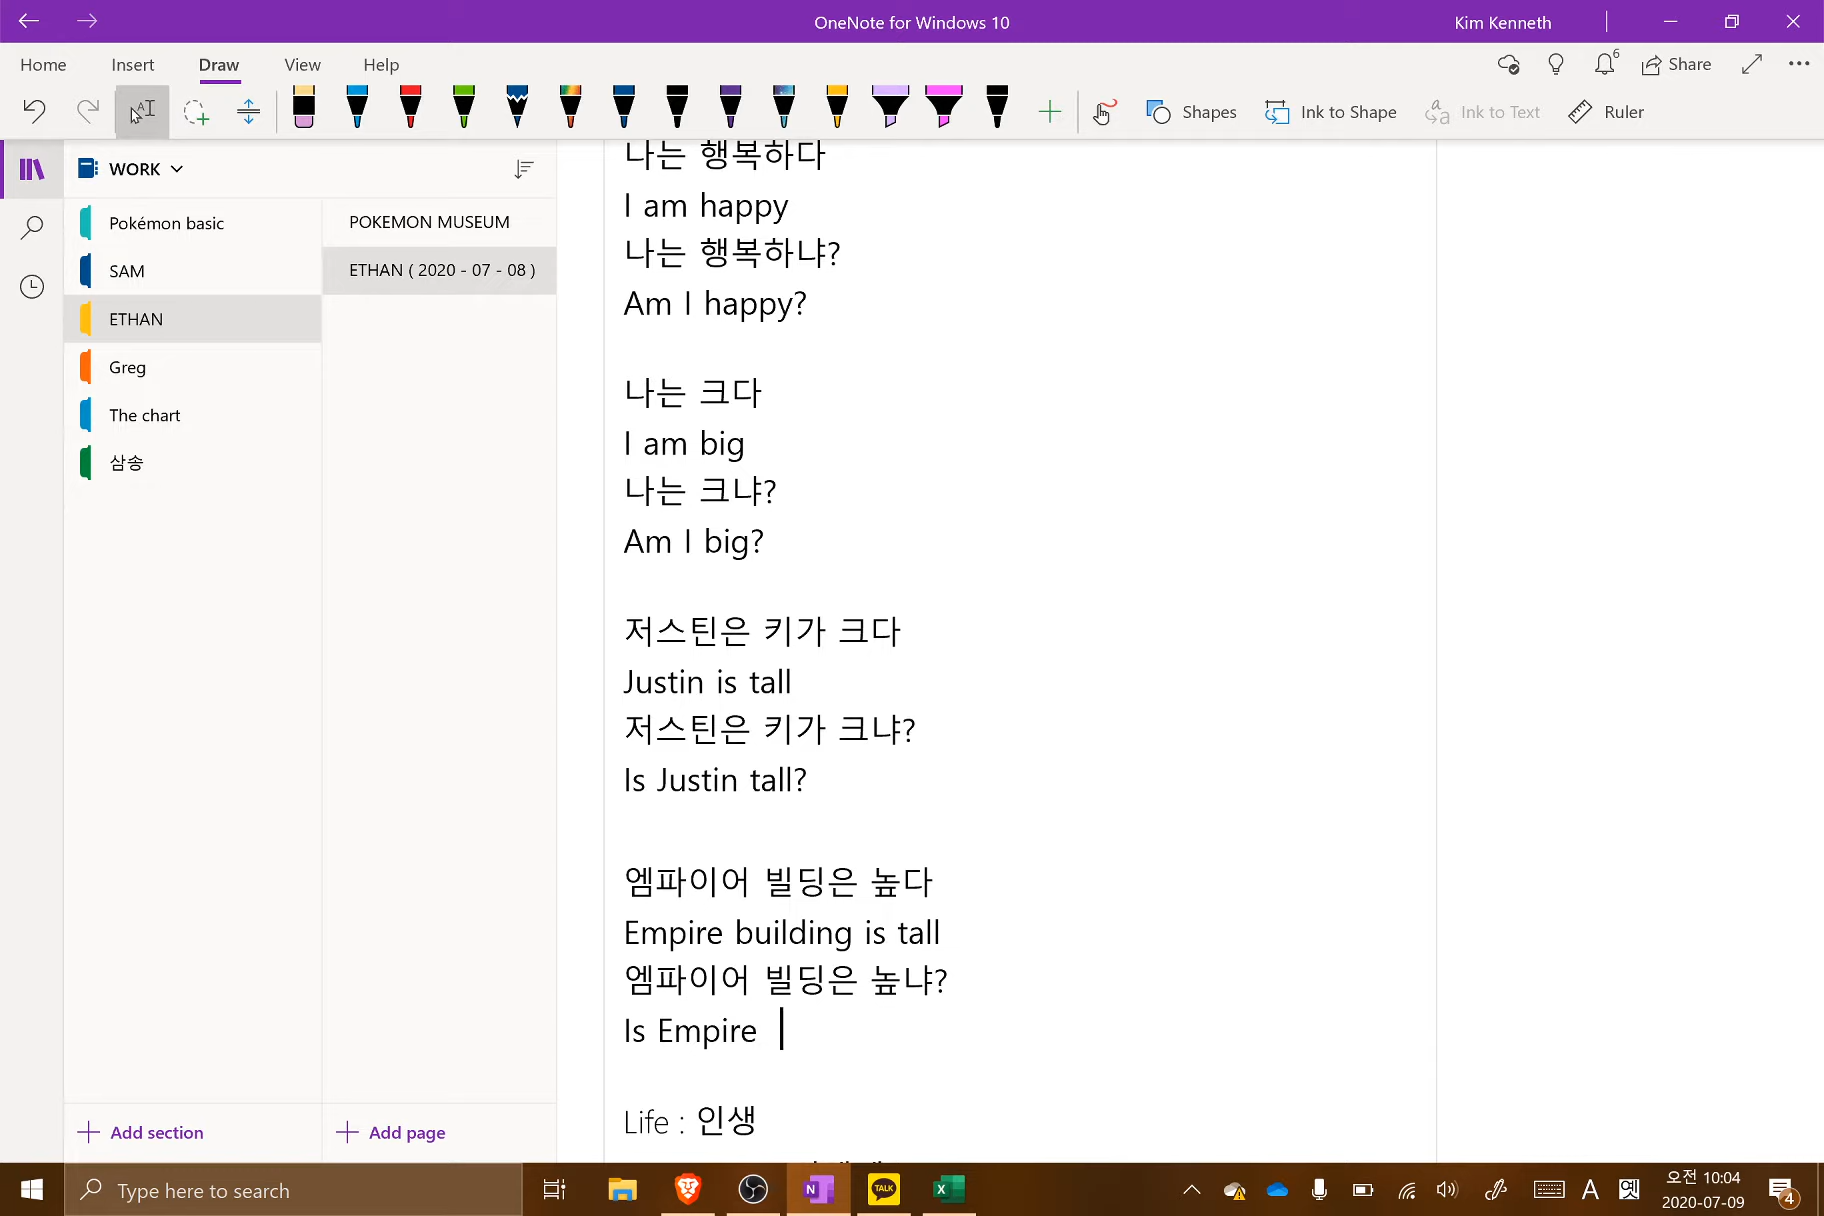 OneNote for Windows 10
Kim Kenneth
Home Insert Draw View Help
6
Share
Shapes
Ink to Shape
Ink to Text
Ruler
WORK
Pokémon basic
SAM
ETHAN
Greg
The chart
삼송
POKEMON MUSEUM
ETHAN ( 2020 - 07 - 08 )
나는 행복하다
I am happy
나는 행복하냐?
Am I happy?
나는 크다
I am big
나는 크냐?
Am I big?
저스틴은 키가 크다
Justin is tall
저스틴은 키가 크냐?
Is Justin tall?
엠파이어 빌딩은 높다
Empire building is tall
엠파이어 빌딩은 높냐?
Is Empire
Life : 인생
Add section
Add page
Type here to search
N
TALK
X
A
오전 10:04
2020-07-09
4